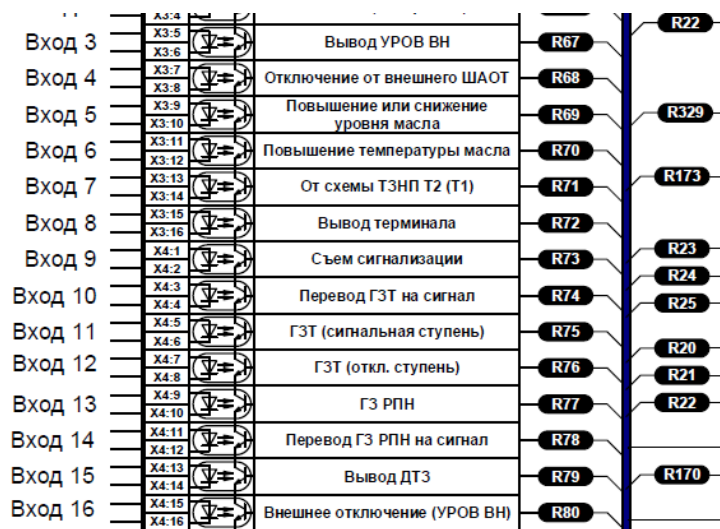 X3:4 R22
Вход 3 X3:5 X3:6 Вывод УРОВ ВН R67
Вход 4 X3:7 X3:8 Отключение от внешнего ШАОТ R68
Вход 5 X3:9 X3:10 Повышение или снижение R69 R329
уровня масла
Вход 6 X3:11 X3:12 Повышение температуры масла R70
Вход 7 X3:13 X3:14 От схемы ТЗНП Т2 (Т1) R71 R173
Вход 8 X3:15 X3:16 Вывод терминала R72
Вход 9 X4:1 X4:2 Съем сигнализации R73 R23
R24
Вход 10 X4:3 X4:4 Перевод ГЗТ на сигнал R74 R25
Вход 11 X4:5 X4:6 ГЗТ (сигнальная ступень) R75 R20
Вход 12 X4:7 X4:8 ГЗТ (откл. ступень) R76 R21
Вход 13 X4:9 X4:10 ГЗ РПН R77 R22
Вход 14 X4:11 X4:12 Перевод ГЗ РПН на сигнал R78
Вход 15 X4:13 X4:14 Вывод ДТЗ R79 R170
Вход 16 X4:15 X4:16 Внешнее отключение (УРОВ ВН) R80